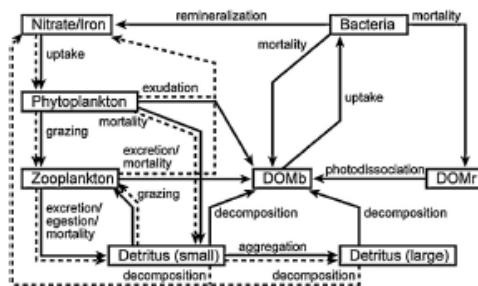 remineralization
Nitrate/Iron
Bacteria
mortality
mortality
uptake
exudation
Phytoplankton
uptake
mortality
grazing
excretion/
mortality
photodissociation
Zooplankton
DOMb
DOMr
grazing
excretion/
egestion/
mortality
decomposition
decomposition
aggregation
Detritus (small)
Detritus (large)
decomposition
decomposition